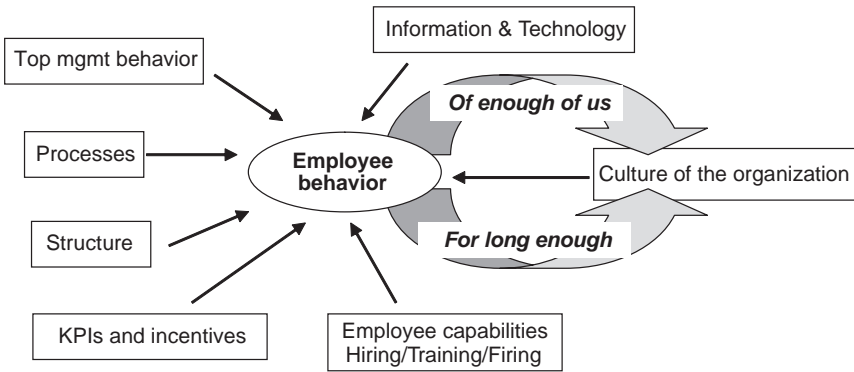 Information & Technology
Top mgmt behavior
Of enough of us
Processes
Employee
behavior
Culture of the organization
Structure
For long enough
KPIs and incentives
Employee capabilities
Hiring/Training/Firing